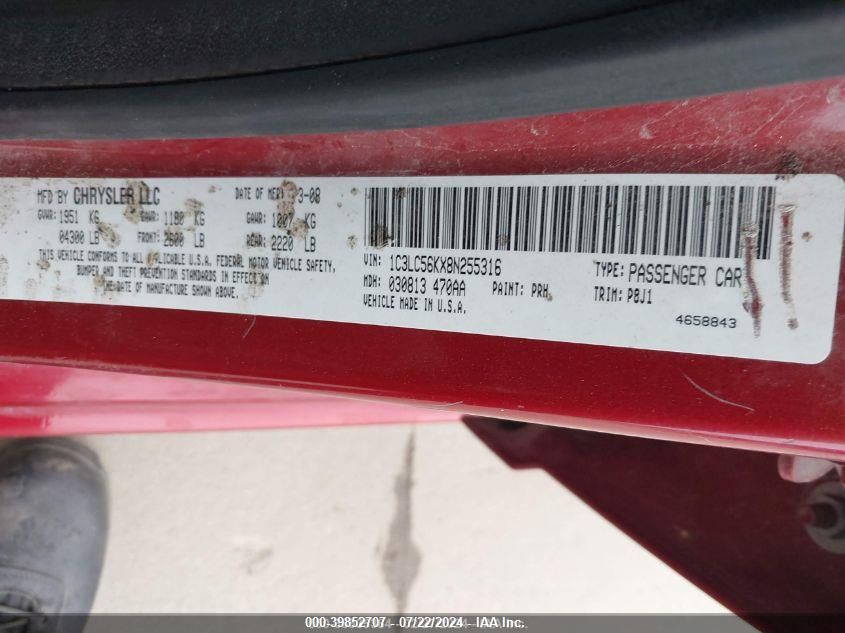 MFD BY CHRYSLER LLC DATE OF MFR 3-08
GVWR: 1951 KG GAWR 1180 KG GAWR: 1007 KG
04300 LB FRONT: 2600 LB REAR: 2220 LB
THIS VEHICLE CONFORMS TO ALL APPLICABLE U.S.A. FEDERAL MOTOR VEHICLE SAFETY,
BUMPER, AND THEFT PREVENTION STANDARDS IN EFFECT ON
THE DATE OF MANUFACTURE SHOWN ABOVE.
VIN: 1C3LC56KX8N255316 TYPE: PASSENGER CAR
MDH: 030813 470AA PAINT: PRH TRIM: P8J1
VEHICLE MADE IN U.S.A. 4658843
000-39852707 - 07/22/2024 - IAA Inc.